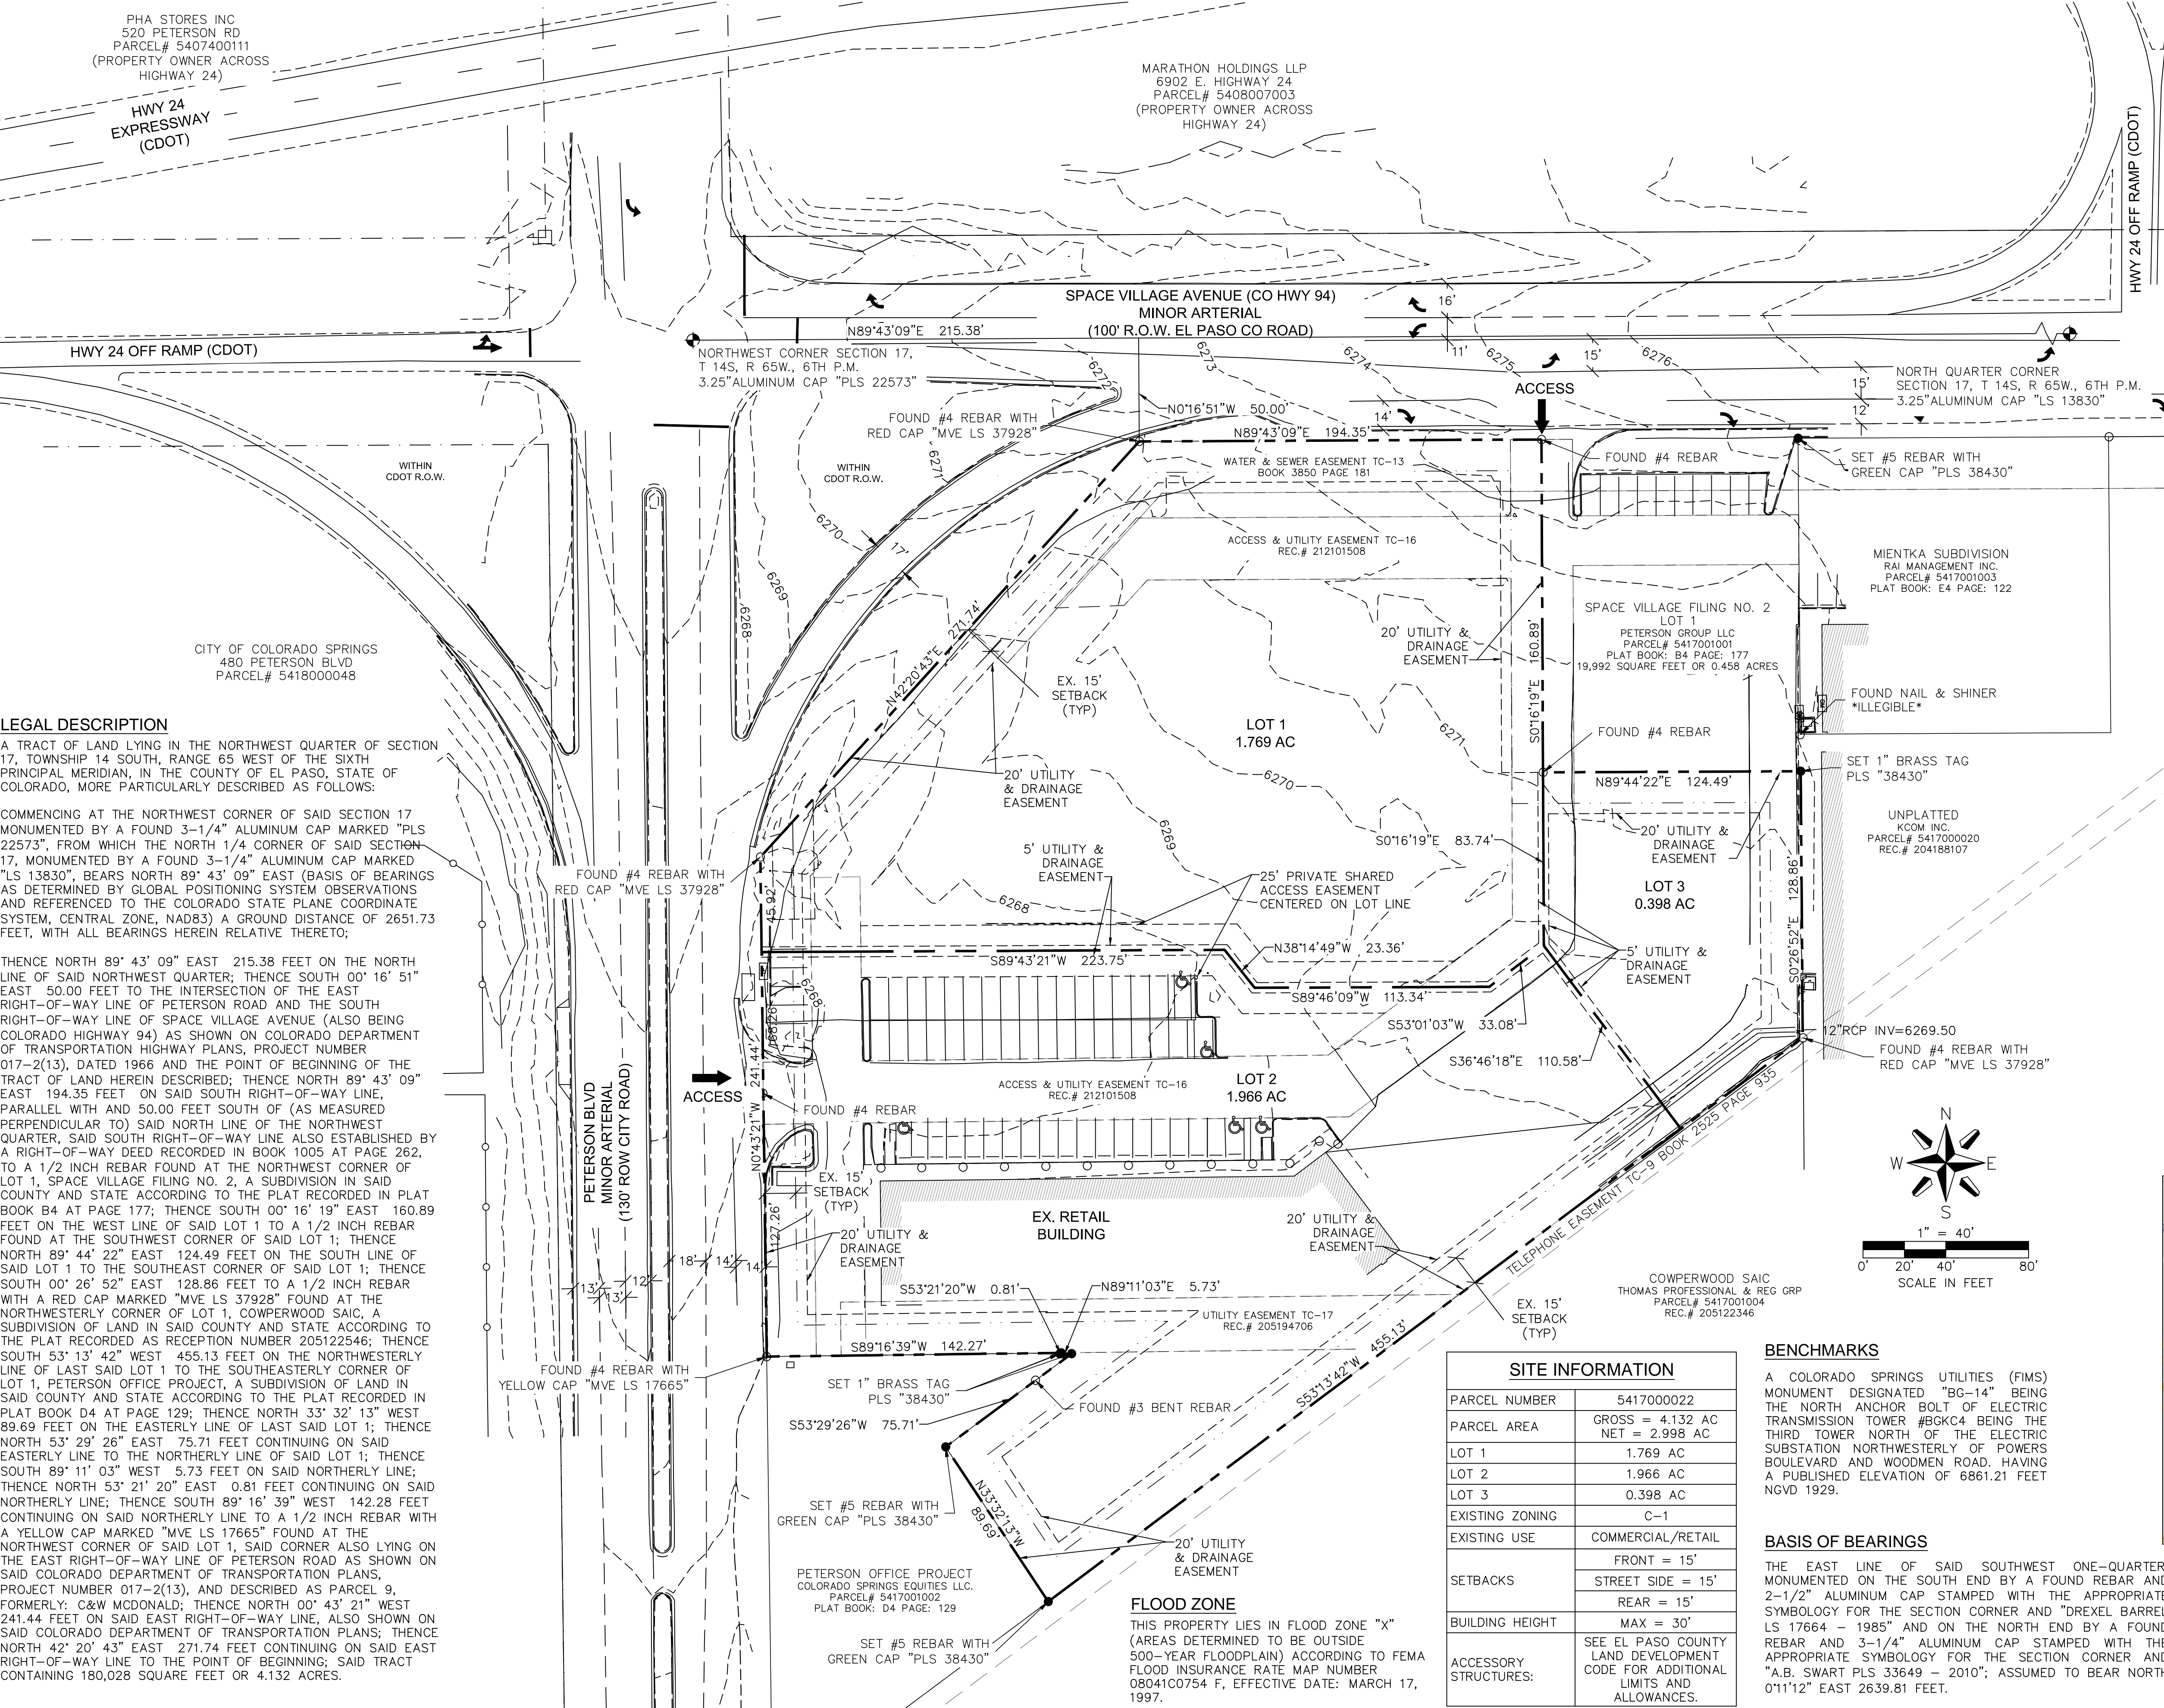 PHA STORES INC
520 PETERSON RD
PARCEL# 5407400111
(PROPERTY OWNER ACROSS
HIGHWAY 24)
HWY 24
EXPRESSWAY
(CDOT)
MARATHON HOLDINGS LLP
6902 E. HIGHWAY 24
PARCEL# 5408007003
(PROPERTY OWNER ACROSS
HIGHWAY 24)
HWY 24 OFF RAMP (CDOT)
SPACE VILLAGE AVENUE (CO HWY 94)
MINOR ARTERIAL
(100' R.O.W. EL PASO CO ROAD)
16'
N89°43'09"E 215.38'
HWY 24 OFF RAMP (CDOT)
NORTHWEST CORNER SECTION 17,
T 14S, R 65W., 6TH P.M.
3.25"ALUMINUM CAP "PLS 22573"
6272
6273
6274
11'
6275
15'
6276
NORTH QUARTER CORNER
SECTION 17, T 14S, R 65W., 6TH P.M.
3.25"ALUMINUM CAP "LS 13830"
15'
12'
ACCESS
N0°16'51"W 50.00'
14'
FOUND #4 REBAR WITH
RED CAP "MVE LS 37928"
N89°43'09"E 194.35'
FOUND #4 REBAR
SET #5 REBAR WITH
GREEN CAP "PLS 38430"
WITHIN
CDOT R.O.W.
WITHIN
CDOT R.O.W.
6271
WATER & SEWER EASEMENT TC-13
BOOK 3850 PAGE 181
6270
17'
ACCESS & UTILITY EASEMENT TC-16
REC.# 212101508
6269
6268
MIENTKA SUBDIVISION
RAI MANAGEMENT INC.
PARCEL# 5417001003
PLAT BOOK: E4 PAGE: 122
SPACE VILLAGE FILING NO. 2
LOT 1
PETERSON GROUP LLC
PARCEL# 5417001001
PLAT BOOK: B4 PAGE: 177
19,992 SQUARE FEET OR 0.458 ACRES
20' UTILITY &
DRAINAGE
EASEMENT
S0°16'19"E 160.89'
N42°20'43"E 271.74'
EX. 15'
SETBACK
(TYP)
CITY OF COLORADO SPRINGS
480 PETERSON BLVD
PARCEL# 5418000048
FOUND NAIL & SHINER
*ILLEGIBLE*
LOT 1
1.769 AC
6271
FOUND #4 REBAR
N89°44'22"E 124.49'
SET 1" BRASS TAG
PLS "38430"
20' UTILITY
& DRAINAGE
EASEMENT
6270
6269
UNPLATTED
KCOM INC.
PARCEL# 5417000020
REC.# 204188107
20' UTILITY &
DRAINAGE
EASEMENT
S0°16'19"E 83.74'
5' UTILITY &
DRAINAGE
EASEMENT
FOUND #4 REBAR WITH
RED CAP "MVE LS 37928"
25' PRIVATE SHARED
ACCESS EASEMENT
CENTERED ON LOT LINE
LOT 3
0.398 AC
45.92'
6268
S0°26'52"E 128.86'
N38°14'49"W 23.36'
S89°43'21"W 223.75'
5' UTILITY &
DRAINAGE
EASEMENT
S89°46'09"W 113.34'
6268
168.26'
S53°01'03"W 33.08'
12"RCP INV=6269.50
FOUND #4 REBAR WITH
RED CAP "MVE LS 37928"
S36°46'18"E 110.58'
ACCESS
ACCESS & UTILITY EASEMENT TC-16
REC.# 212101508
LOT 2
1.966 AC
FOUND #4 REBAR
N0°43'21"W 241.44'
PETERSON BLVD
MINOR ARTERIAL
(130' ROW CITY ROAD)
TELEPHONE EASEMENT TC-9 BOOK 2525 PAGE 935
EX. 15'
SETBACK
(TYP)
127.26'
20' UTILITY &
DRAINAGE
EASEMENT
EX. RETAIL
BUILDING
20' UTILITY &
DRAINAGE
EASEMENT
18'
14'
14'
13'
13'
12'
S53°21'20"W 0.81'
N89°11'03"E 5.73'
UTILITY EASEMENT TC-17
REC.# 205194706
EX. 15'
SETBACK
(TYP)
COWPERWOOD SAIC
THOMAS PROFESSIONAL & REG GRP
PARCEL# 5417001004
REC.# 205122346
S89°16'39"W 142.27'
S53°13'42"W 455.13'
FOUND #4 REBAR WITH
YELLOW CAP "MVE LS 17665"
SET 1" BRASS TAG
PLS "38430"
FOUND #3 BENT REBAR
S53°29'26"W 75.71'
SET #5 REBAR WITH
GREEN CAP "PLS 38430"
N33°32'13"W
89.69'
20' UTILITY
& DRAINAGE
EASEMENT
PETERSON OFFICE PROJECT
COLORADO SPRINGS EQUITIES LLC.
PARCEL# 5417001002
PLAT BOOK: D4 PAGE: 129
SET #5 REBAR WITH
GREEN CAP "PLS 38430"
N
W
E
S
1" = 40'
0'
20'
40'
80'
SCALE IN FEET
LEGAL DESCRIPTION
A TRACT OF LAND LYING IN THE NORTHWEST QUARTER OF SECTION
17, TOWNSHIP 14 SOUTH, RANGE 65 WEST OF THE SIXTH
PRINCIPAL MERIDIAN, IN THE COUNTY OF EL PASO, STATE OF
COLORADO, MORE PARTICULARLY DESCRIBED AS FOLLOWS:
COMMENCING AT THE NORTHWEST CORNER OF SAID SECTION 17
MONUMENTED BY A FOUND 3-1/4" ALUMINUM CAP MARKED "PLS
22573", FROM WHICH THE NORTH 1/4 CORNER OF SAID SECTION
17, MONUMENTED BY A FOUND 3-1/4" ALUMINUM CAP MARKED
"LS 13830", BEARS NORTH 89° 43' 09" EAST (BASIS OF BEARINGS
AS DETERMINED BY GLOBAL POSITIONING SYSTEM OBSERVATIONS
AND REFERENCED TO THE COLORADO STATE PLANE COORDINATE
SYSTEM, CENTRAL ZONE, NAD83) A GROUND DISTANCE OF 2651.73
FEET, WITH ALL BEARINGS HEREIN RELATIVE THERETO;
THENCE NORTH 89° 43' 09" EAST 215.38 FEET ON THE NORTH
LINE OF SAID NORTHWEST QUARTER; THENCE SOUTH 00° 16' 51"
EAST 50.00 FEET TO THE INTERSECTION OF THE EAST
RIGHT-OF-WAY LINE OF PETERSON ROAD AND THE SOUTH
RIGHT-OF-WAY LINE OF SPACE VILLAGE AVENUE (ALSO BEING
COLORADO HIGHWAY 94) AS SHOWN ON COLORADO DEPARTMENT
OF TRANSPORTATION HIGHWAY PLANS, PROJECT NUMBER
017-2(13), DATED 1966 AND THE POINT OF BEGINNING OF THE
TRACT OF LAND HEREIN DESCRIBED; THENCE NORTH 89° 43' 09"
EAST 194.35 FEET ON SAID SOUTH RIGHT-OF-WAY LINE,
PARALLEL WITH AND 50.00 FEET SOUTH OF (AS MEASURED
PERPENDICULAR TO) SAID NORTH LINE OF THE NORTHWEST
QUARTER, SAID SOUTH RIGHT-OF-WAY LINE ALSO ESTABLISHED BY
A RIGHT-OF-WAY DEED RECORDED IN BOOK 1005 AT PAGE 262,
TO A 1/2 INCH REBAR FOUND AT THE NORTHWEST CORNER OF
LOT 1, SPACE VILLAGE FILING NO. 2, A SUBDIVISION IN SAID
COUNTY AND STATE ACCORDING TO THE PLAT RECORDED IN PLAT
BOOK B4 AT PAGE 177; THENCE SOUTH 00° 16' 19" EAST 160.89
FEET ON THE WEST LINE OF SAID LOT 1 TO A 1/2 INCH REBAR
FOUND AT THE SOUTHWEST CORNER OF SAID LOT 1; THENCE
NORTH 89° 44' 22" EAST 124.49 FEET ON THE SOUTH LINE OF
SAID LOT 1 TO THE SOUTHEAST CORNER OF SAID LOT 1; THENCE
SOUTH 00° 26' 52" EAST 128.86 FEET TO A 1/2 INCH REBAR
WITH A RED CAP MARKED "MVE LS 37928" FOUND AT THE
NORTHWESTERLY CORNER OF LOT 1, COWPERWOOD SAIC, A
SUBDIVISION OF LAND IN SAID COUNTY AND STATE ACCORDING TO
THE PLAT RECORDED AS RECEPTION NUMBER 205122546; THENCE
SOUTH 53° 13' 42" WEST 455.13 FEET ON THE NORTHWESTERLY
LINE OF LAST SAID LOT 1 TO THE SOUTHEASTERLY CORNER OF
LOT 1, PETERSON OFFICE PROJECT, A SUBDIVISION OF LAND IN
SAID COUNTY AND STATE ACCORDING TO THE PLAT RECORDED IN
PLAT BOOK D4 AT PAGE 129; THENCE NORTH 33° 32' 13" WEST
89.69 FEET ON THE EASTERLY LINE OF LAST SAID LOT 1; THENCE
NORTH 53° 29' 26" EAST 75.71 FEET CONTINUING ON SAID
EASTERLY LINE TO THE NORTHERLY LINE OF SAID LOT 1; THENCE
SOUTH 89° 11' 03" WEST 5.73 FEET ON SAID NORTHERLY LINE;
THENCE NORTH 53° 21' 20" EAST 0.81 FEET CONTINUING ON SAID
NORTHERLY LINE; THENCE SOUTH 89° 16' 39" WEST 142.28 FEET
CONTINUING ON SAID NORTHERLY LINE TO A 1/2 INCH REBAR WITH
A YELLOW CAP MARKED "MVE LS 17665" FOUND AT THE
NORTHWEST CORNER OF SAID LOT 1, SAID CORNER ALSO LYING ON
THE EAST RIGHT-OF-WAY LINE OF PETERSON ROAD AS SHOWN ON
SAID COLORADO DEPARTMENT OF TRANSPORTATION PLANS,
PROJECT NUMBER 017-2(13), AND DESCRIBED AS PARCEL 9,
FORMERLY: C&W MCDONALD; THENCE NORTH 00° 43' 21" WEST
241.44 FEET ON SAID EAST RIGHT-OF-WAY LINE, ALSO SHOWN ON
SAID COLORADO DEPARTMENT OF TRANSPORTATION PLANS; THENCE
NORTH 42° 20' 43" EAST 271.74 FEET CONTINUING ON SAID EAST
RIGHT-OF-WAY LINE TO THE POINT OF BEGINNING; SAID TRACT
CONTAINING 180,028 SQUARE FEET OR 4.132 ACRES.
FLOOD ZONE
THIS PROPERTY LIES IN FLOOD ZONE "X"
(AREAS DETERMINED TO BE OUTSIDE
500-YEAR FLOODPLAIN) ACCORDING TO FEMA
FLOOD INSURANCE RATE MAP NUMBER
08041C0754 F, EFFECTIVE DATE: MARCH 17,
1997.
SITE INFORMATION
PARCEL NUMBER 5417000022
PARCEL AREA GROSS = 4.132 AC
NET = 2.998 AC
LOT 1 1.769 AC
LOT 2 1.966 AC
LOT 3 0.398 AC
EXISTING ZONING C-1
EXISTING USE COMMERCIAL/RETAIL
SETBACKS FRONT = 15'
STREET SIDE = 15'
REAR = 15'
BUILDING HEIGHT MAX = 30'
ACCESSORY STRUCTURES: SEE EL PASO COUNTY
LAND DEVELOPMENT
CODE FOR ADDITIONAL
LIMITS AND
ALLOWANCES.
BENCHMARKS
A COLORADO SPRINGS UTILITIES (FIMS)
MONUMENT DESIGNATED "BG-14" BEING
THE NORTH ANCHOR BOLT OF ELECTRIC
TRANSMISSION TOWER #BGKC4 BEING THE
THIRD TOWER NORTH OF THE ELECTRIC
SUBSTATION NORTHWESTERLY OF POWERS
BOULEVARD AND WOODMEN ROAD. HAVING
A PUBLISHED ELEVATION OF 6861.21 FEET
NGVD 1929.
BASIS OF BEARINGS
THE EAST LINE OF SAID SOUTHWEST ONE-QUARTER
MONUMENTED ON THE SOUTH END BY A FOUND REBAR AND
2-1/2" ALUMINUM CAP STAMPED WITH THE APPROPRIATE
SYMBOLOGY FOR THE SECTION CORNER AND "DREXEL BARREL
LS 17664 - 1985" AND ON THE NORTH END BY A FOUND
REBAR AND 3-1/4" ALUMINUM CAP STAMPED WITH THE
APPROPRIATE SYMBOLOGY FOR THE SECTION CORNER AND
"A.B. SWART PLS 33649 - 2010"; ASSUMED TO BEAR NORTH
0°11'12" EAST 2639.81 FEET.